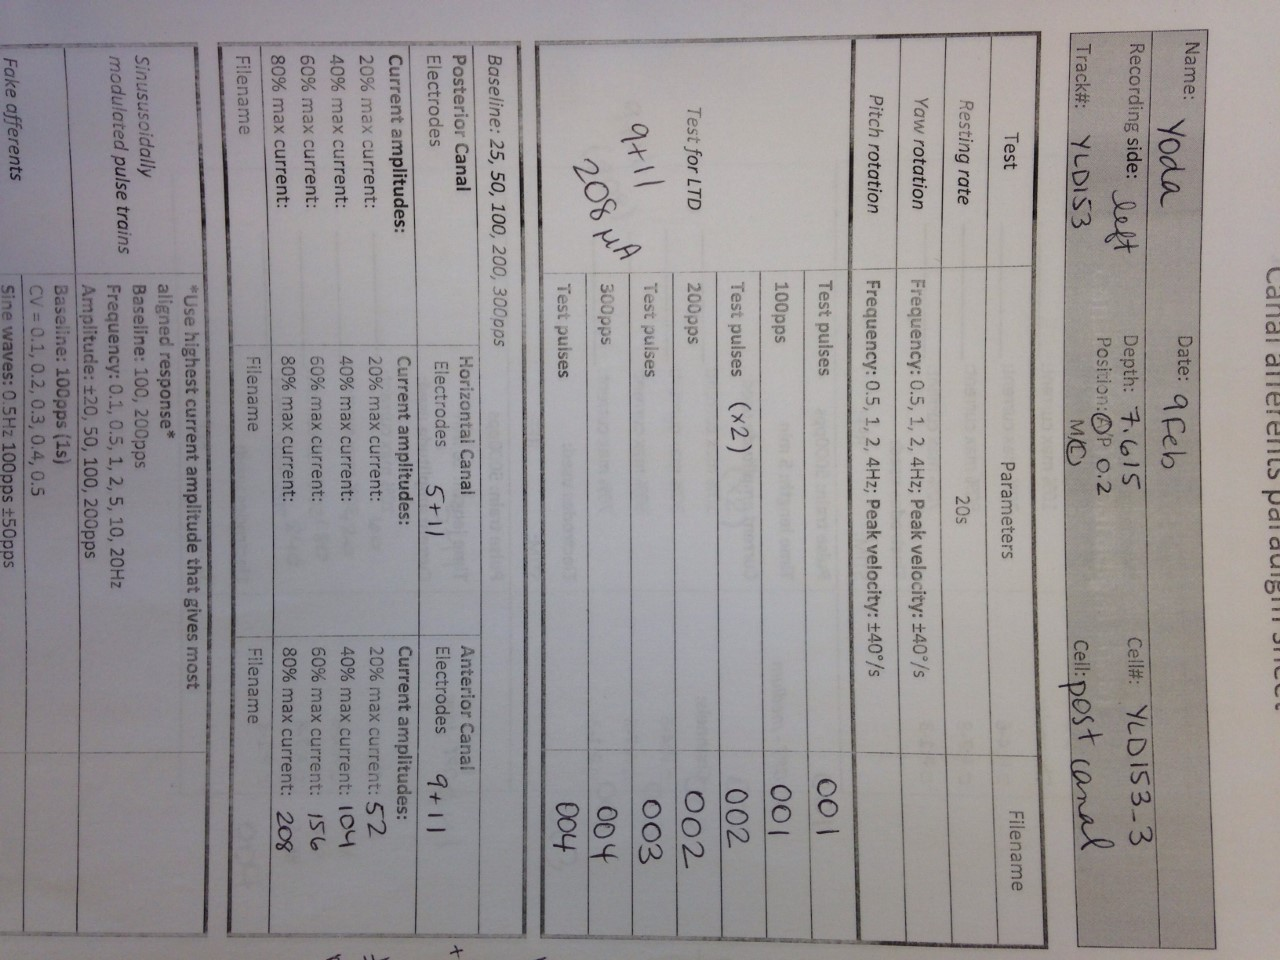 Canal afferents paradigm sheet
Name: Yoda Date: 9 Feb
Recording side: left Depth: 7.615 Cell#: YLD153_3
Track#: YLD153 Position: A/P 0.2 Cell: post canal
M/L
Test Parameters Filename
Resting rate 20s
Yaw rotation Frequency: 0.5, 1, 2, 4Hz; Peak velocity: ±40°/s
Pitch rotation Frequency: 0.5, 1, 2, 4Hz; Peak velocity: ±40°/s
Test pulses 001
100pps 001
Test pulses (x2) 002
Test for LTD 200pps 002
9+11 Test pulses 003
208 μA 300pps 004
Test pulses 004
Baseline: 25, 50, 100, 200, 300pps
Posterior Canal Horizontal Canal Anterior Canal
Electrodes Electrodes 5+11 Electrodes 9+11
Current amplitudes: Current amplitudes: Current amplitudes:
20% max current: 20% max current: 20% max current: 52
40% max current: 40% max current: 40% max current: 104
60% max current: 60% max current: 60% max current: 156
80% max current: 80% max current: 80% max current: 208
Filename Filename Filename
*Use highest current amplitude that gives most
aligned response*
Sinususoidally Baseline: 100, 200pps
modulated pulse trains Frequency: 0.1, 0.5, 1, 2, 5, 10, 20Hz
Amplitude: ±20, 50, 100, 200pps
Baseline: 100pps (1s)
CV = 0.1, 0.2, 0.3, 0.4, 0.5
Fake afferents Sine waves: 0.5Hz 100pps ±50pps